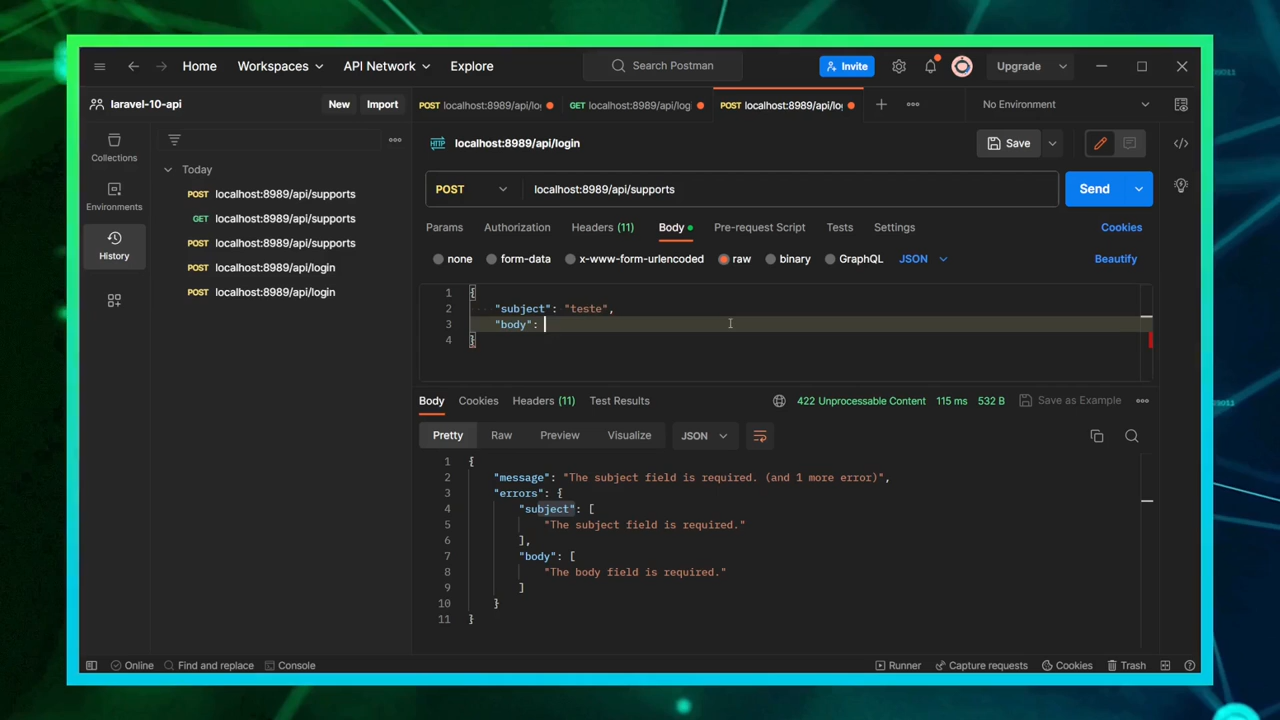 Home Workspaces API Network Explore Search Postman Invite Upgrade
laravel-10-api New Import POST localhost:8989/api/log GET localhost:8989/api/log POST localhost:8989/api/lo No Environment
localhost:8989/api/login Save
Collections
Environments
History
Today
POST localhost:8989/api/supports
GET localhost:8989/api/supports
POST localhost:8989/api/supports
POST localhost:8989/api/login
POST localhost:8989/api/login
POST localhost:8989/api/supports Send
Params Authorization Headers (11) Body Pre-request Script Tests Settings Cookies
none form-data x-www-form-urlencoded raw binary GraphQL JSON Beautify
1 {
2 "subject": "teste",
3 "body":
4 }
Body Cookies Headers (11) Test Results 422 Unprocessable Content 115 ms 532 B Save as Example
Pretty Raw Preview Visualize JSON
1 {
2 "message": "The subject field is required. (and 1 more error)",
3 "errors": {
4 "subject": [
5 "The subject field is required."
6 ],
7 "body": [
8 "The body field is required."
9 ]
10 }
11 }
Online Find and replace Console Runner Capture requests Cookies Trash